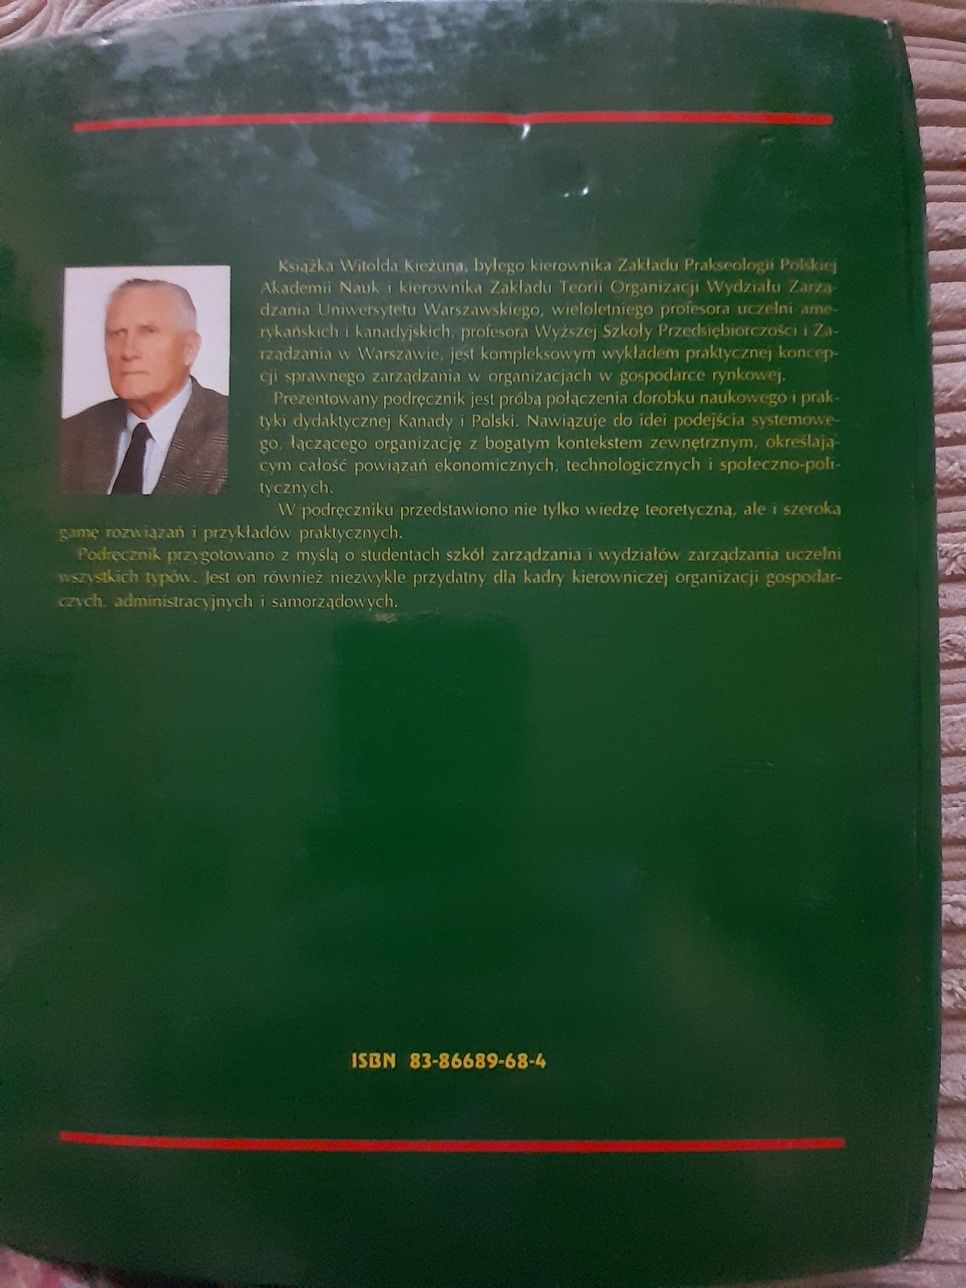 Książka Witolda Kieżuna, byłego kierownika Zakładu Prakseologii Polskiej
Akademii Nauk i kierownika Zakładu Teorii Organizacji Wydziału Zarzą-
dzania Uniwersytetu Warszawskiego, wieloletniego profesora uczelni ame-
rykańskich i kanadyjskich, profesora Wyższej Szkoły Przedsiębiorczości i Za-
rządzania w Warszawie, jest kompleksowym wykładem praktycznej koncep-
cji sprawnego zarządzania w organizacjach w gospodarce rynkowej.
Prezentowany podręcznik jest próbą połączenia dorobku naukowego i prak-
tyki dydaktycznej Kanady i Polski. Nawiązuje do idei podejścia systemowe-
go, łączącego organizację z bogatym kontekstem zewnętrznym, określają-
cym całość powiązań ekonomicznych, technologicznych i społeczno-poli-
tycznych.
W podręczniku przedstawiono nie tylko wiedzę teoretyczną, ale i szeroką
gamę rozwiązań i przykładów praktycznych.
Podręcznik przygotowano z myślą o studentach szkół zarządzania i wydziałów zarządzania uczelni
wszystkich typów. Jest on również niezwykle przydatny dla kadry kierowniczej organizacji gospodar-
czych, administracyjnych i samorządowych.
ISBN 83-86689-68-4